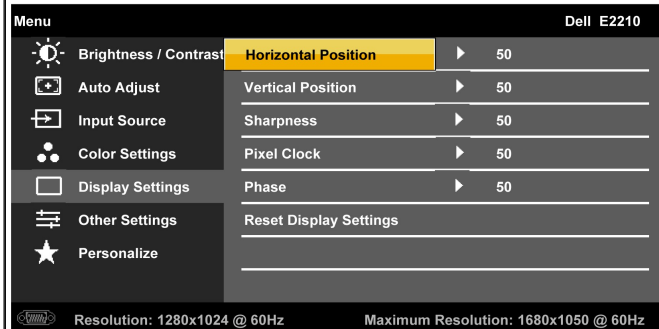 Menu Dell E2210
Brightness / Contrast Horizontal Position 50
Auto Adjust Vertical Position 50
Input Source Sharpness 50
Color Settings Pixel Clock 50
Display Settings Phase 50
Other Settings Reset Display Settings
Personalize
Resolution: 1280x1024 @ 60Hz Maximum Resolution: 1680x1050 @ 60Hz